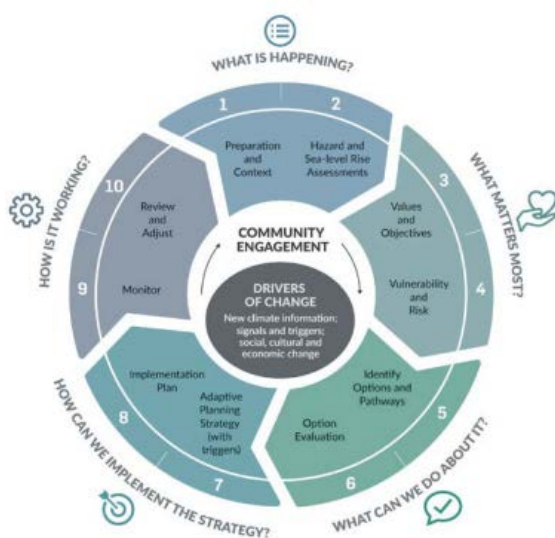 WHAT IS HAPPENING?
1
2
Preparation
and
Context
Hazard and
Sea-level Rise
Assessments
WHAT MATTERS MOST?
3
4
Values and
Objectives
Vulnerability
and
Risk
WHAT CAN WE DO ABOUT IT?
5
6
Identify
Options and
Pathways
Option
Evaluation
HOW CAN WE IMPLEMENT THE STRATEGY?
7
8
Adaptive
Planning
Strategy
(with
triggers)
Implementation
Plan
HOW IS IT WORKING?
9
10
Monitor
Review
and
Adjust
COMMUNITY
ENGAGEMENT
DRIVERS
OF CHANGE
New climate information;
signals and triggers;
social, cultural and
economic change